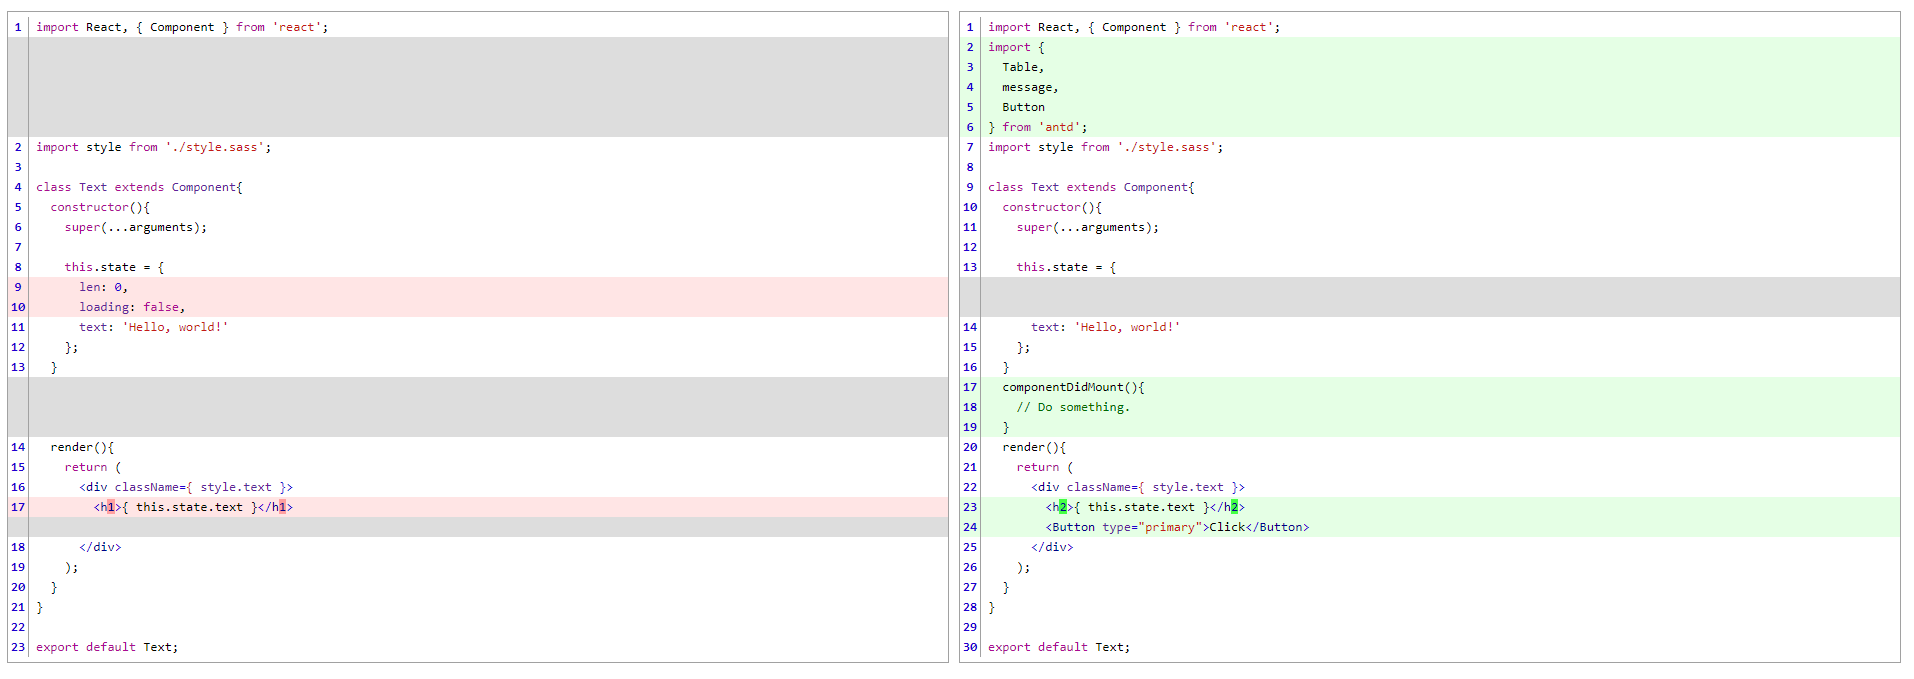 1 import React, { Component } from 'react';
2 import style from './style.sass';
3
4 class Text extends Component{
5   constructor(){
6     super(...arguments);
7
8     this.state = {
9       len: 0,
10       loading: false,
11       text: 'Hello, world!'
12     };
13   }
14   render(){
15     return (
16       <div className={ style.text }>
17         <h1>{ this.state.text }</h1>
18       </div>
19     );
20   }
21 }
22
23 export default Text;
1 import React, { Component } from 'react';
2 import {
3   Table,
4   message,
5   Button
6 } from 'antd';
7 import style from './style.sass';
8
9 class Text extends Component{
10   constructor(){
11     super(...arguments);
12
13     this.state = {
14       text: 'Hello, world!'
15     };
16   }
17   componentDidMount(){
18     // Do something.
19   }
20   render(){
21     return (
22       <div className={ style.text }>
23         <h2>{ this.state.text }</h2>
24         <Button type="primary">Click</Button>
25       </div>
26     );
27   }
28 }
29
30 export default Text;